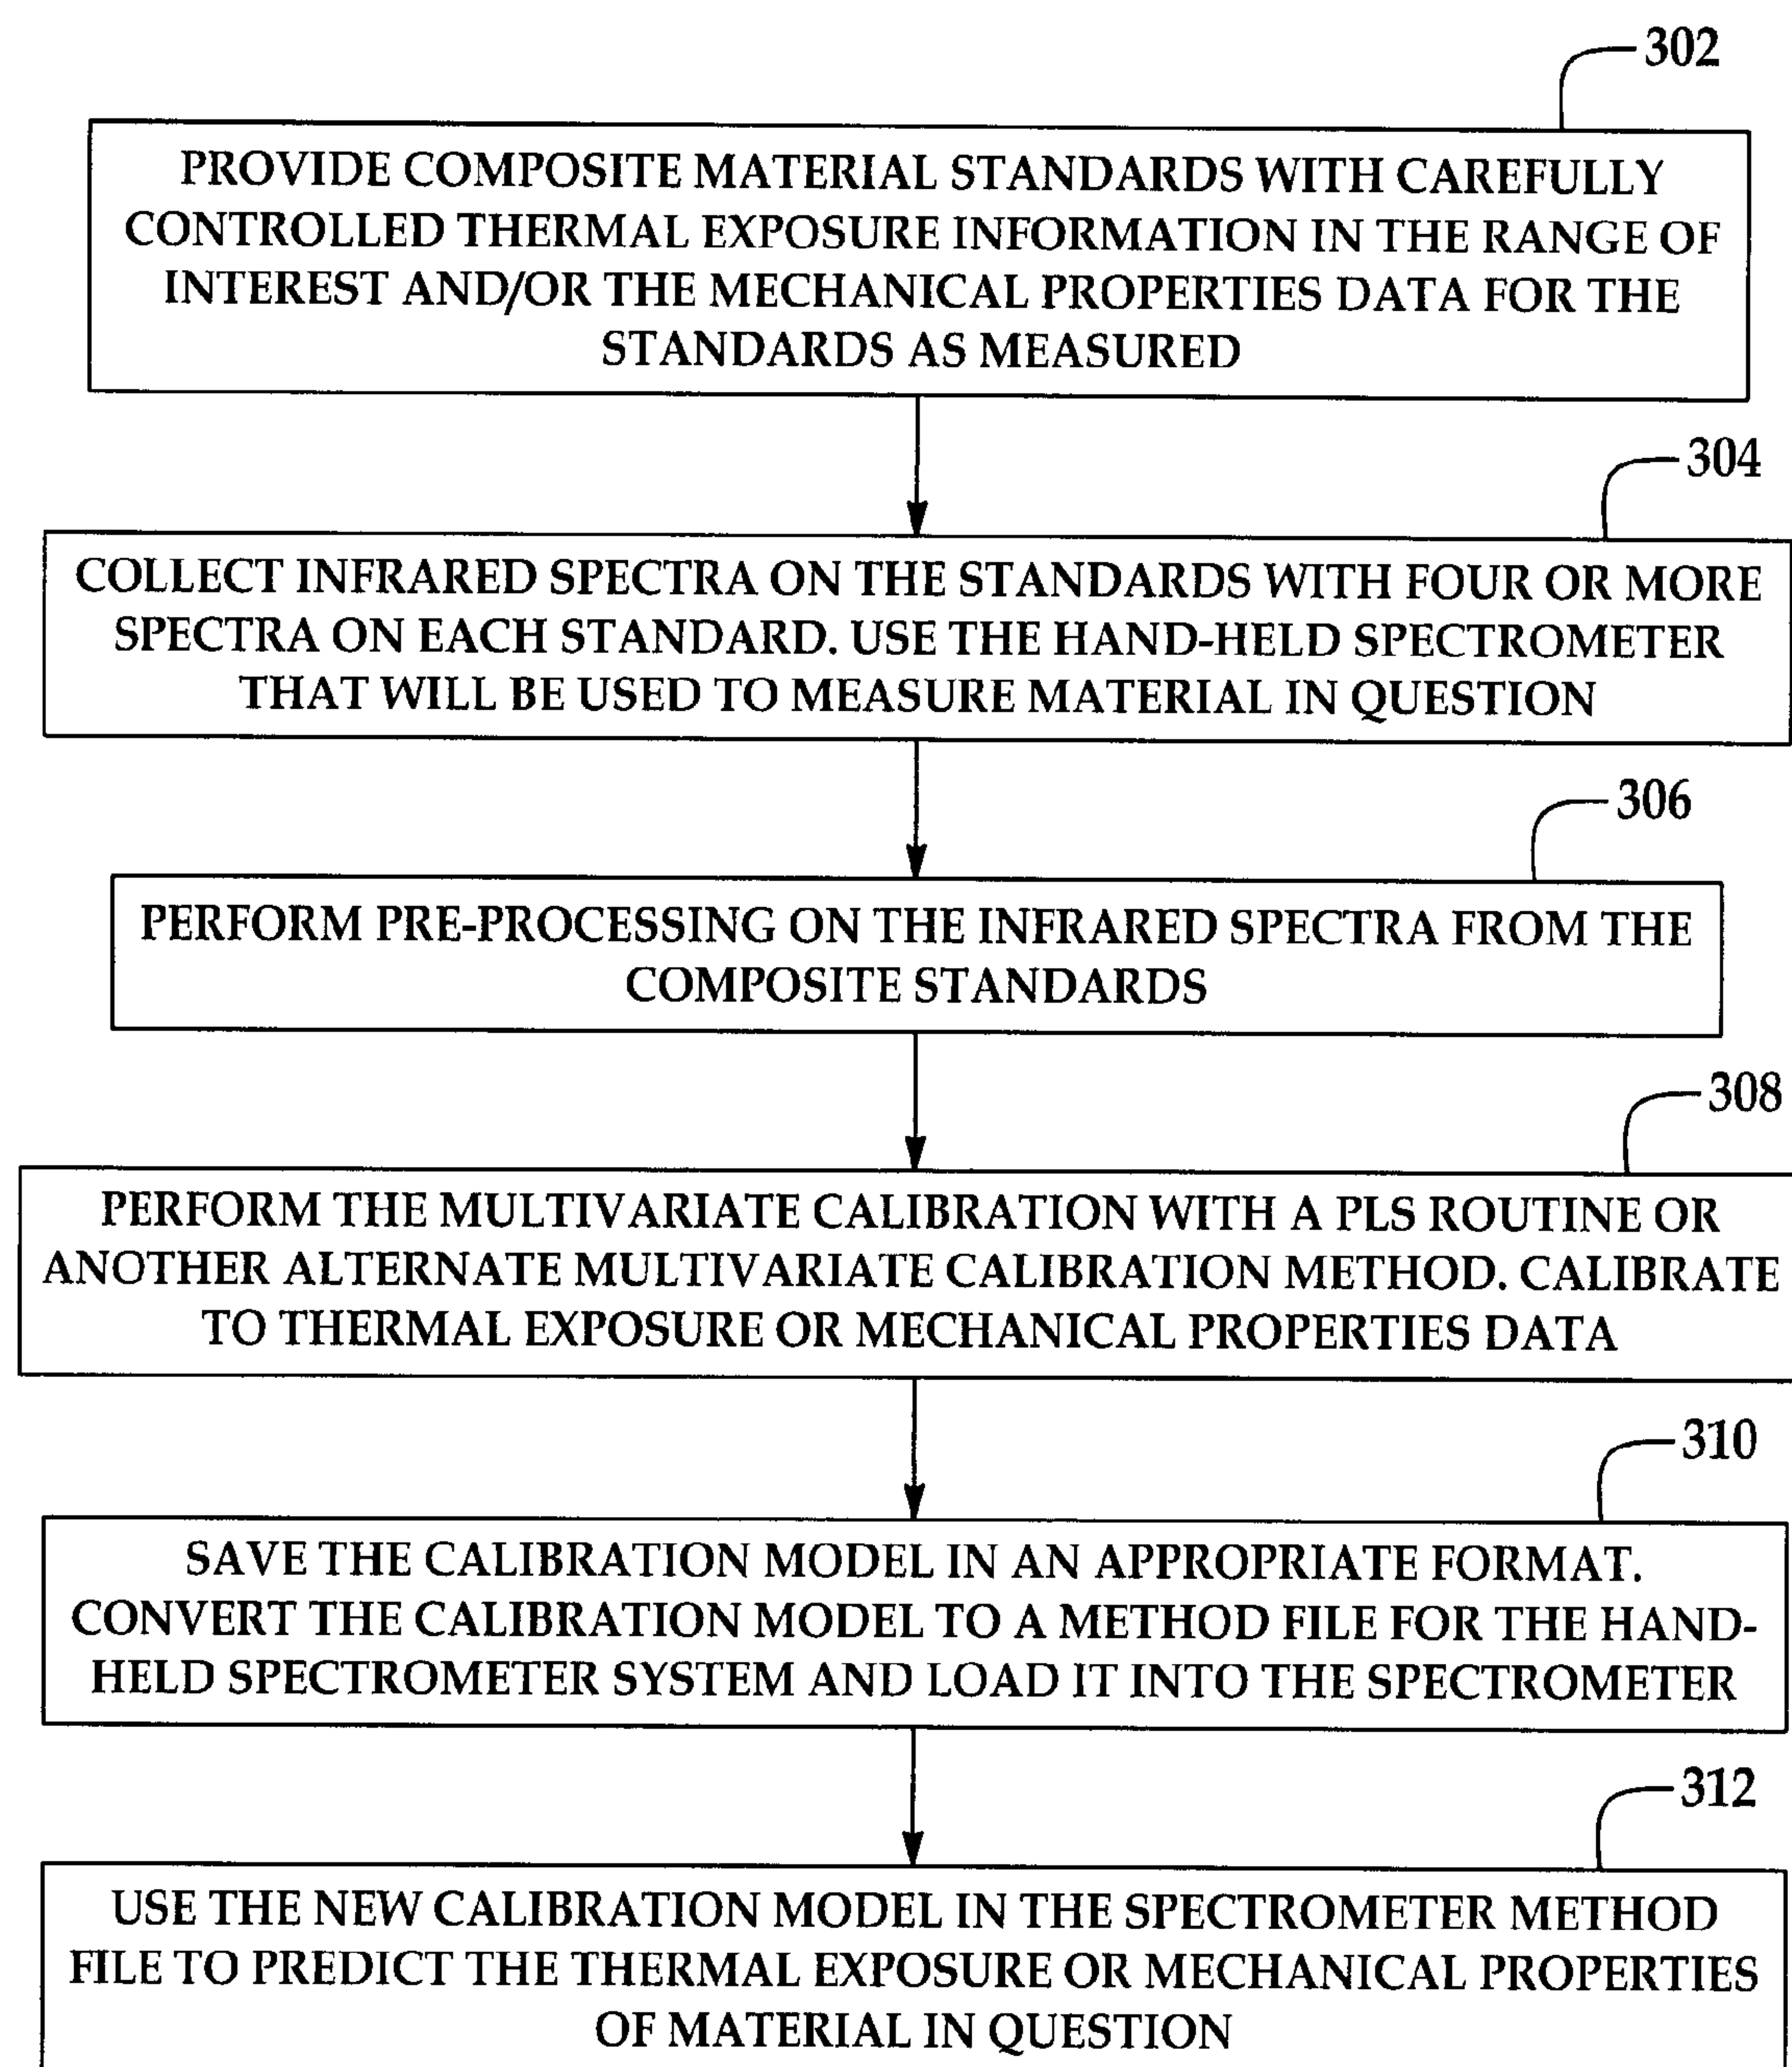 302
PROVIDE COMPOSITE MATERIAL STANDARDS WITH CAREFULLY
CONTROLLED THERMAL EXPOSURE INFORMATION IN THE RANGE OF
INTEREST AND/OR THE MECHANICAL PROPERTIES DATA FOR THE
STANDARDS AS MEASURED
304
COLLECT INFRARED SPECTRA ON THE STANDARDS WITH FOUR OR MORE
SPECTRA ON EACH STANDARD. USE THE HAND-HELD SPECTROMETER
THAT WILL BE USED TO MEASURE MATERIAL IN QUESTION
306
PERFORM PRE-PROCESSING ON THE INFRARED SPECTRA FROM THE
COMPOSITE STANDARDS
308
PERFORM THE MULTIVARIATE CALIBRATION WITH A PLS ROUTINE OR
ANOTHER ALTERNATE MULTIVARIATE CALIBRATION METHOD. CALIBRATE
TO THERMAL EXPOSURE OR MECHANICAL PROPERTIES DATA
310
SAVE THE CALIBRATION MODEL IN AN APPROPRIATE FORMAT.
CONVERT THE CALIBRATION MODEL TO A METHOD FILE FOR THE HAND-
HELD SPECTROMETER SYSTEM AND LOAD IT INTO THE SPECTROMETER
312
USE THE NEW CALIBRATION MODEL IN THE SPECTROMETER METHOD
FILE TO PREDICT THE THERMAL EXPOSURE OR MECHANICAL PROPERTIES
OF MATERIAL IN QUESTION